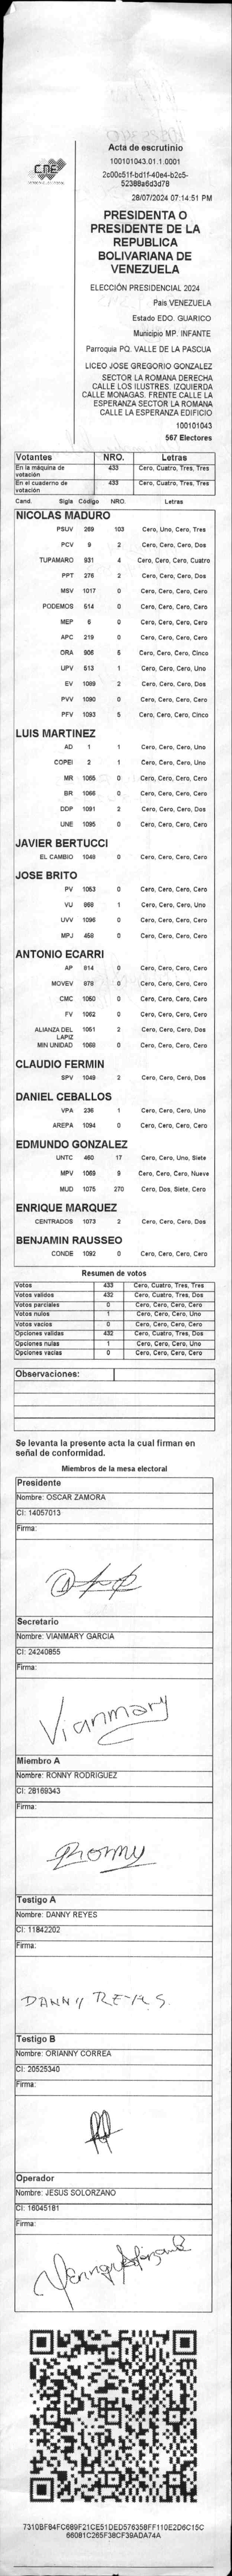 CNE
Acta de escrutinio
100101043.01.1.0001
2c00c51f-bd1f-40e4-b2c5-
52388a6d3d78
28/07/2024 07:14:51 PM
PRESIDENTA O
PRESIDENTE DE LA
REPUBLICA
BOLIVARIANA DE
VENEZUELA
ELECCIÓN PRESIDENCIAL 2024
Pais VENEZUELA
Estado EDO. GUARICO
Municipio MP. INFANTE
Parroquia PQ. VALLE DE LA PASCUA
LICEO JOSE GREGORIO GONZALEZ
SECTOR LA ROMANA DERECHA
CALLE LOS ILUSTRES. IZQUIERDA
CALLE MONAGAS. FRENTE CALLE LA
ESPERANZA SECTOR LA ROMANA
CALLE LA ESPERANZA EDIFICIO
100101043
567 Electores
Votantes NRO. Letras
En la máquina de votación 433 Cero, Cuatro, Tres, Tres
En el cuaderno de votación 433 Cero, Cuatro, Tres, Tres
Cand. Sigla Código NRO. Letras
NICOLAS MADURO
PSUV 269 103 Cero, Uno, Cero, Tres
PCV 9 2 Cero, Cero, Cero, Dos
TUPAMARO 931 4 Cero, Cero, Cero, Cuatro
PPT 276 2 Cero, Cero, Cero, Dos
MSV 1017 0 Cero, Cero, Cero, Cero
PODEMOS 514 0 Cero, Cero, Cero, Cero
MEP 6 0 Cero, Cero, Cero, Cero
APC 219 0 Cero, Cero, Cero, Cero
ORA 906 5 Cero, Cero, Cero, Cinco
UPV 513 1 Cero, Cero, Cero, Uno
EV 1089 2 Cero, Cero, Cero, Dos
PVV 1090 0 Cero, Cero, Cero, Cero
PFV 1093 5 Cero, Cero, Cero, Cinco
LUIS MARTINEZ
AD 1 1 Cero, Cero, Cero, Uno
COPEI 2 1 Cero, Cero, Cero, Uno
MR 1065 0 Cero, Cero, Cero, Cero
BR 1066 0 Cero, Cero, Cero, Cero
DDP 1091 2 Cero, Cero, Cero, Dos
UNE 1095 0 Cero, Cero, Cero, Cero
JAVIER BERTUCCI
EL CAMBIO 1048 0 Cero, Cero, Cero, Cero
JOSE BRITO
PV 1053 0 Cero, Cero, Cero, Cero
VU 868 1 Cero, Cero, Cero, Uno
UVV 1096 0 Cero, Cero, Cero, Cero
MPJ 458 0 Cero, Cero, Cero, Cero
ANTONIO ECARRI
AP 814 0 Cero, Cero, Cero, Cero
MOVEV 878 0 Cero, Cero, Cero, Cero
CMC 1050 0 Cero, Cero, Cero, Cero
FV 1062 0 Cero, Cero, Cero, Cero
ALIANZA DEL LAPIZ 1051 2 Cero, Cero, Cero, Dos
MIN UNIDAD 1068 0 Cero, Cero, Cero, Cero
CLAUDIO FERMIN
SPV 1049 2 Cero, Cero, Cero, Dos
DANIEL CEBALLOS
VPA 236 1 Cero, Cero, Cero, Uno
AREPA 1094 0 Cero, Cero, Cero, Cero
EDMUNDO GONZALEZ
UNTC 460 17 Cero, Cero, Uno, Siete
MPV 1069 9 Cero, Cero, Cero, Nueve
MUD 1075 270 Cero, Dos, Siete, Cero
ENRIQUE MARQUEZ
CENTRADOS 1073 2 Cero, Cero, Cero, Dos
BENJAMIN RAUSSEO
CONDE 1092 0 Cero, Cero, Cero, Cero
Resumen de votos
Votos 433 Cero, Cuatro, Tres, Tres
Votos validos 432 Cero, Cuatro, Tres, Dos
Votos parciales 0 Cero, Cero, Cero, Cero
Votos nulos 1 Cero, Cero, Cero, Uno
Votos vacios 0 Cero, Cero, Cero, Cero
Opciones validas 432 Cero, Cuatro, Tres, Dos
Opciones nulas 1 Cero, Cero, Cero, Uno
Opciones vacias 0 Cero, Cero, Cero, Cero
Observaciones:
Se levanta la presente acta la cual firman en
señal de conformidad.
Miembros de la mesa electoral
Presidente
Nombre: OSCAR ZAMORA
CI: 14057013
Firma:
Secretario
Nombre: VIANMARY GARCIA
CI: 24240855
Firma:
Vianmary
Miembro A
Nombre: RONNY RODRIGUEZ
CI: 28169343
Firma:
Ronny
Testigo A
Nombre: DANNY REYES
CI: 11842202
Firma:
DANNY REYES
Testigo B
Nombre: ORIANNY CORREA
CI: 20525340
Firma:
Operador
Nombre: JESUS SOLORZANO
CI: 16045181
Firma:
7310BF84FC689F21CE51DED576358FF110E2D6C15C
66081C265F38CF39ADA74A